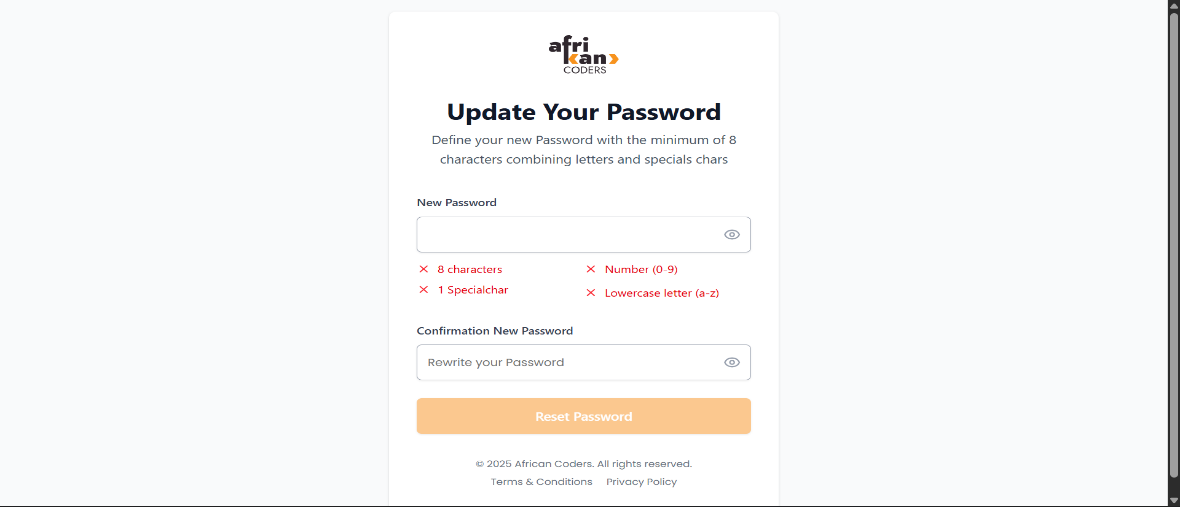 afri
kan
CODERS
Update Your Password
Define your new Password with the minimum of 8
characters combining letters and specials chars
New Password
8 characters
Number (0-9)
1 Specialchar
Lowercase letter (a-z)
Confirmation New Password
Rewrite your Password
Reset Password
© 2025 African Coders. All rights reserved.
Terms & Conditions Privacy Policy